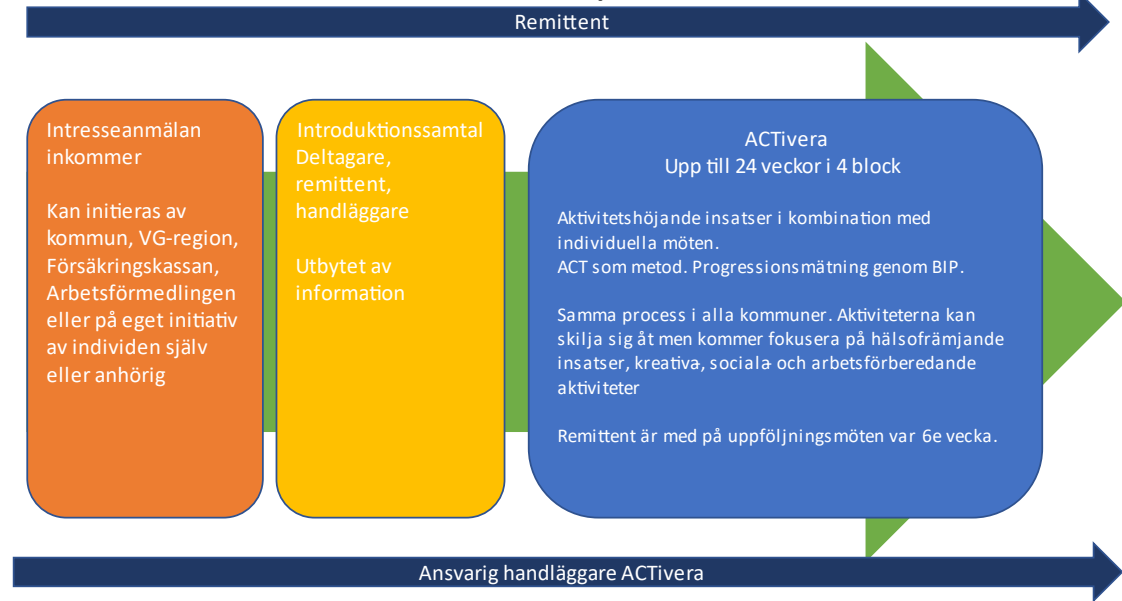 Remittent
Intresseanmälan
inkommer
Kan initieras av
kommun, VG-region,
Försäkringskassan,
Arbetsförmedlingen
eller på eget initiativ
av individen själv
eller anhörig
Introduktionssamtal
Deltagare,
remittent,
handläggare
Utbytet av
information
ACTivera
Upp till 24 veckor i 4 block
Aktivitetshöjande insatser i kombination med
individuella möten.
ACT som metod. Progressionsmätning genom BIP.
Samma process i alla kommuner. Aktiviteterna kan
skilja sig åt men kommer fokusera på hälsofrämjande
insatser, kreativa-, sociala- och arbetsförberedande
aktiviteter
Remittent är med på uppföljningsmöten var 6e vecka.
Ansvarig handläggare ACTivera